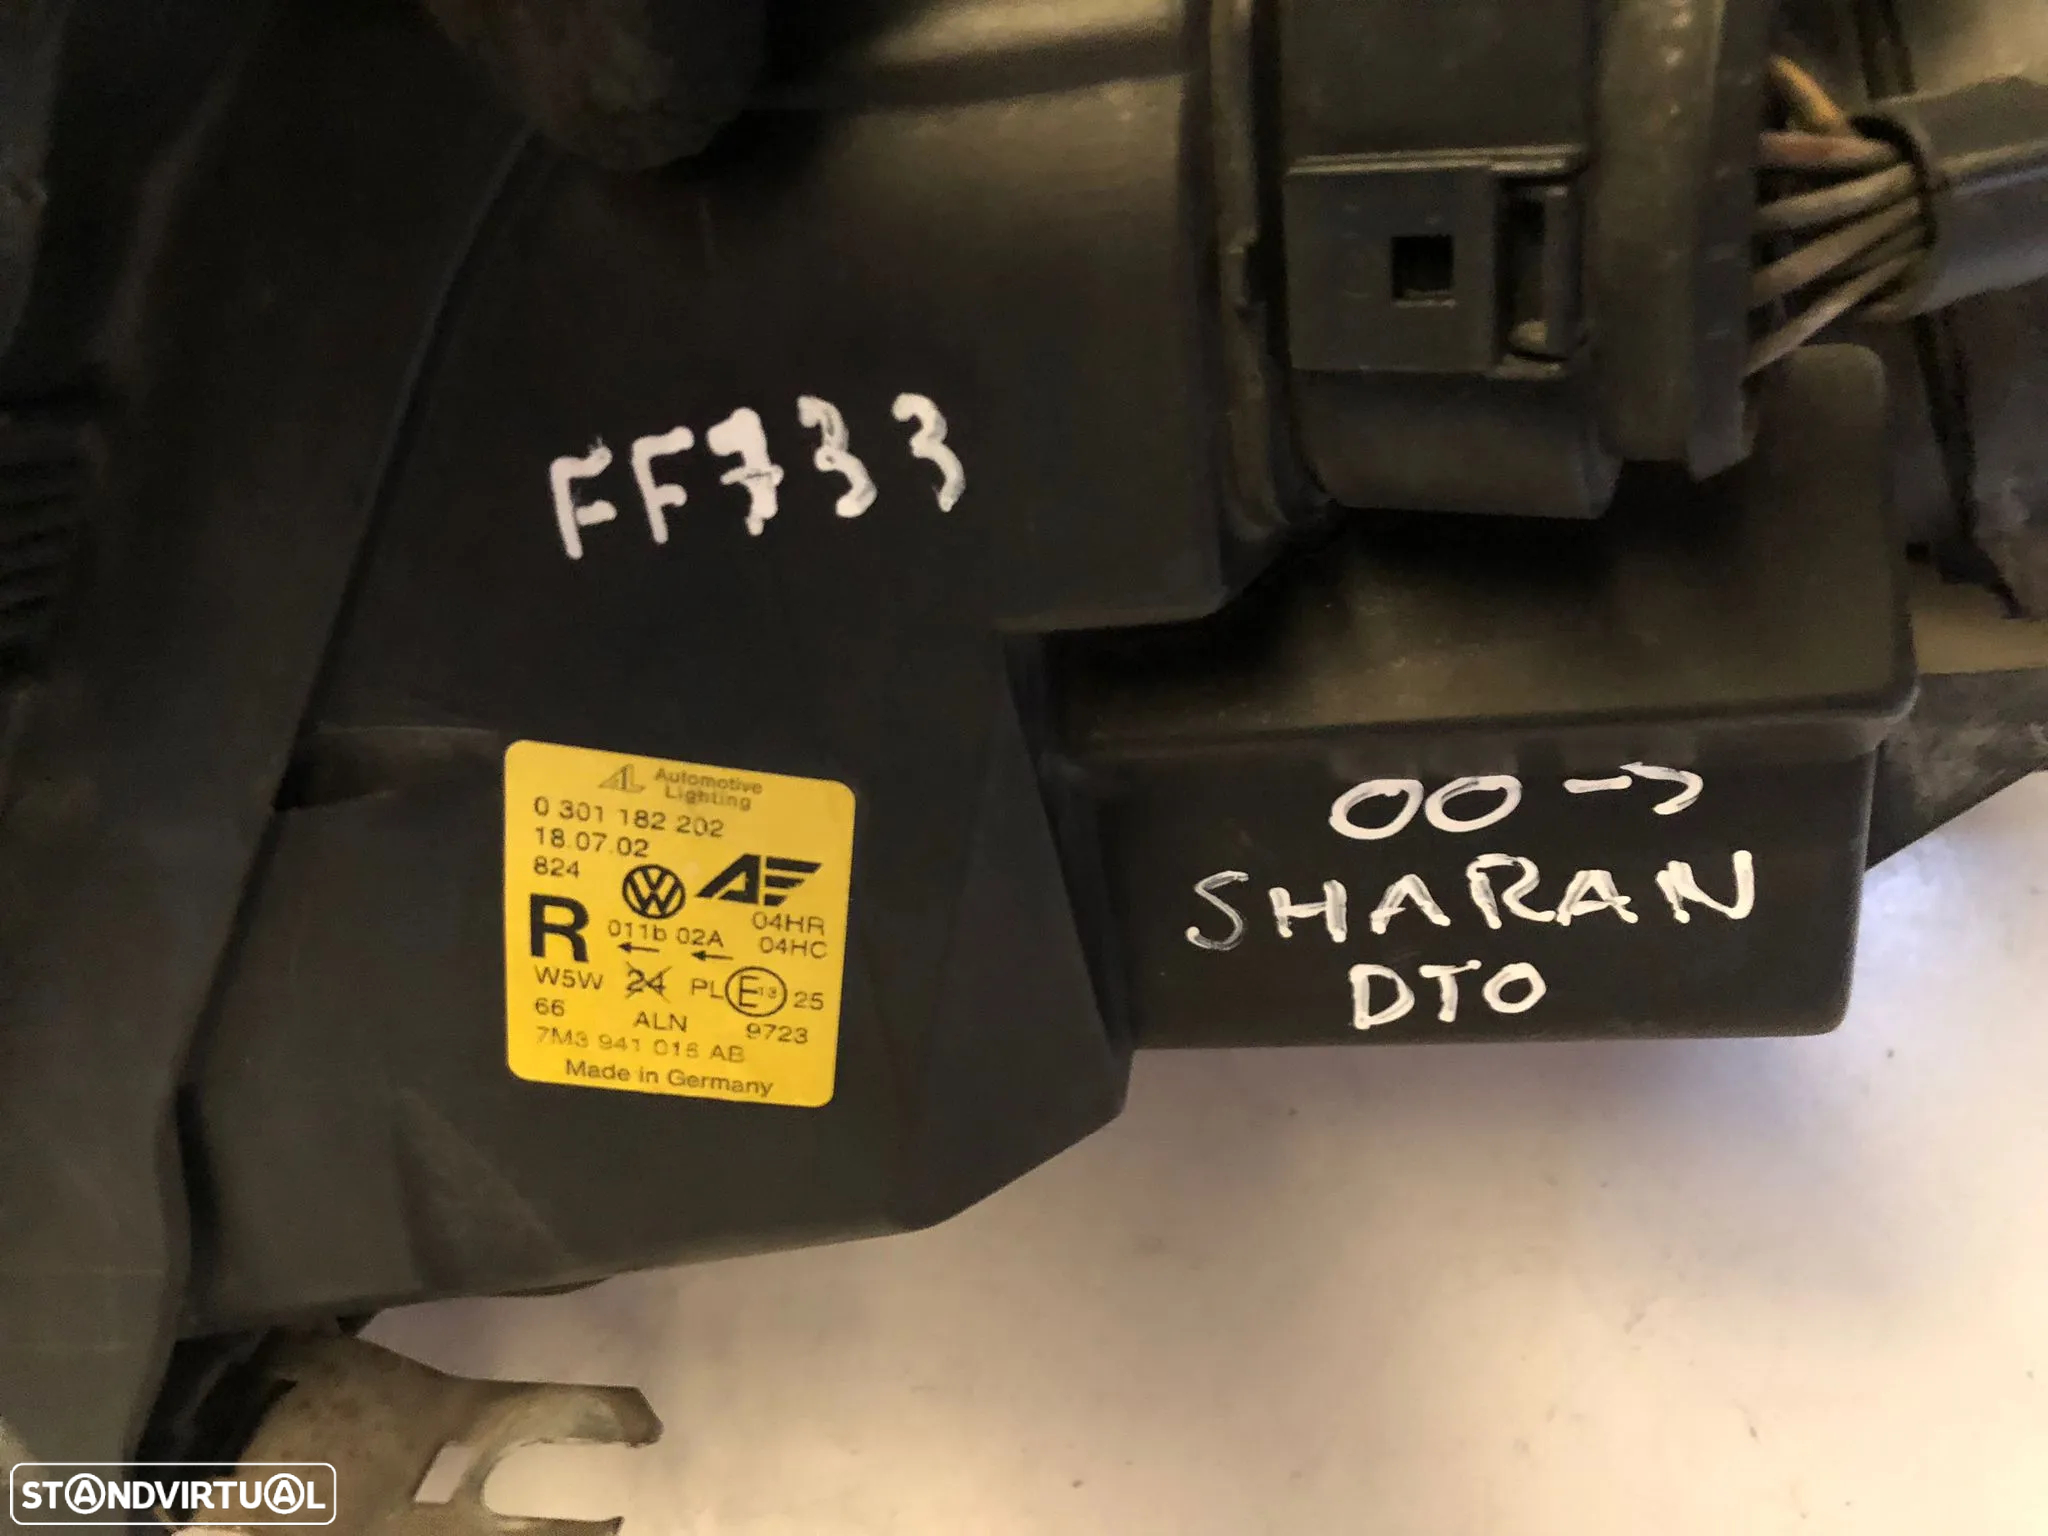 FF733
AL Automotive Lighting
0 301 182 202
18.07.02
824
R
011b 02A
04HR
04HC
W5W 24 PL E13 25
66 ALN 9723
7M3 941 016 AB
Made in Germany
00->
SHARAN
DTO
STANDVIRTUAL